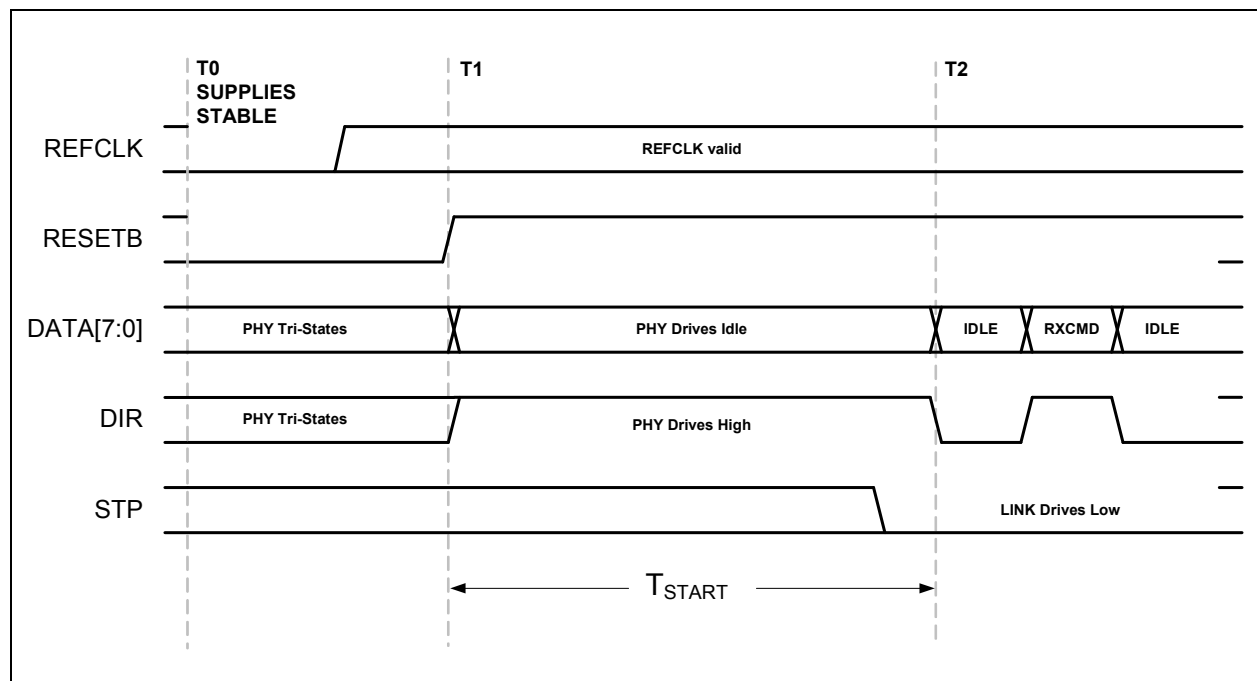 T0
SUPPLIES
STABLE
T1
T2
REFCLK
REFCLK valid
RESETB
DATA[7:0]
PHY Tri-States
PHY Drives Idle
IDLE
RXCMD
IDLE
DIR
PHY Tri-States
PHY Drives High
STP
LINK Drives Low
TSTART